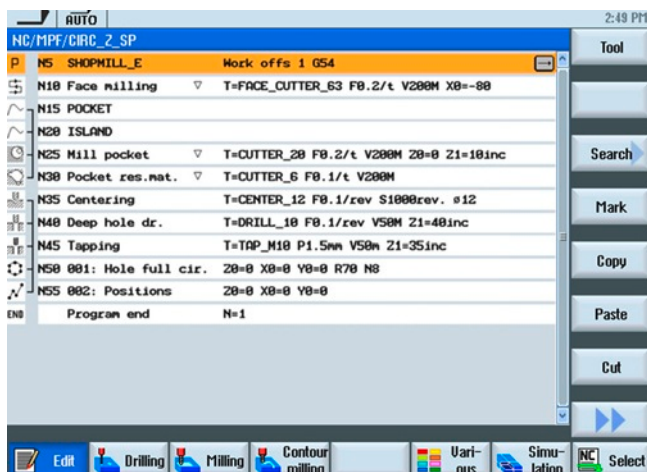 AUTO 2:49 PM
NC/MPF/CIRC_Z_SP
P N5 SHOPMILL_E Work offs 1 G54
N10 Face milling ▽ T=FACE_CUTTER_63 F0.2/t V200M X0=-80
N15 POCKET
N20 ISLAND
N25 Mill pocket ▽ T=CUTTER_20 F0.2/t V200M Z0=0 Z1=10inc
N30 Pocket res.mat. ▽ T=CUTTER_6 F0.1/t V200M
N35 Centering T=CENTER_12 F0.1/rev S1000rev. ø12
N40 Deep hole dr. T=DRILL_10 F0.1/rev V50M Z1=40inc
N45 Tapping T=TAP_M10 P1.5mm V50m Z1=35inc
N50 001: Hole full cir. Z0=0 X0=0 Y0=0 R70 N8
N55 002: Positions Z0=0 X0=0 Y0=0
END Program end N=1
Tool
Search
Mark
Copy
Paste
Cut
Edit
Drilling
Milling
Contour
milling
Vari-
ous
Simu-
lation
NC Select